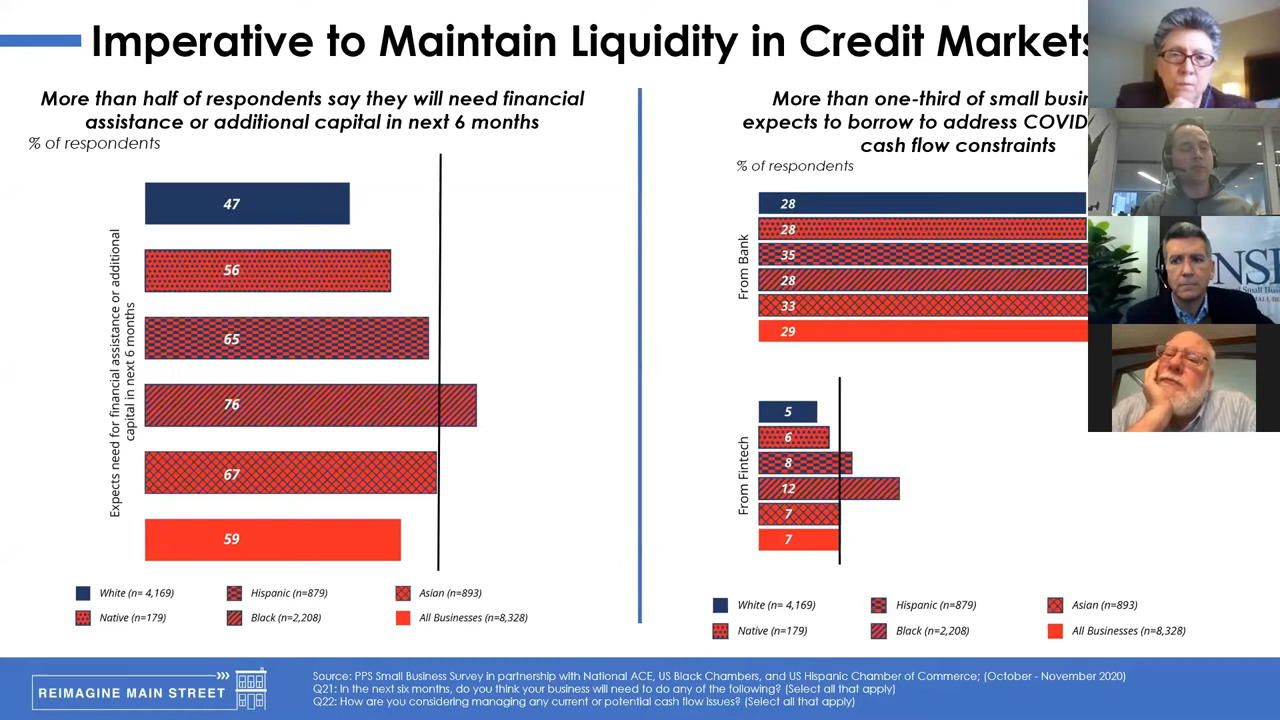 Imperative to Maintain Liquidity in Credit Markets
More than half of respondents say they will need financial
assistance or additional capital in next 6 months
% of respondents
Expects need for financial assistance or additional
capital in next 6 months
47
56
65
76
67
59
White (n= 4,169)
Hispanic (n=879)
Asian (n=893)
Native (n=179)
Black (n=2,208)
All Businesses (n=8,328)
More than one-third of small
expects to borrow to address COVID
cash flow constraints
% of respondents
From Bank
28
28
35
28
33
29
From Fintech
5
6
8
12
7
7
White (n= 4,169)
Hispanic (n=879)
Asian (n=893)
Native (n=179)
Black (n=2,208)
All Businesses (n=8,328)
Small
REIMAGINE MAIN STREET
Source: PPS Small Business Survey in partnership with National ACE, US Black Chambers, and US Hispanic Chamber of Commerce; (October - November 2020)
Q21: In the next six months, do you think your business will need to do any of the following? (Select all that apply)
Q22: How are you considering managing any current or potential cash flow issues? (Select all that apply)